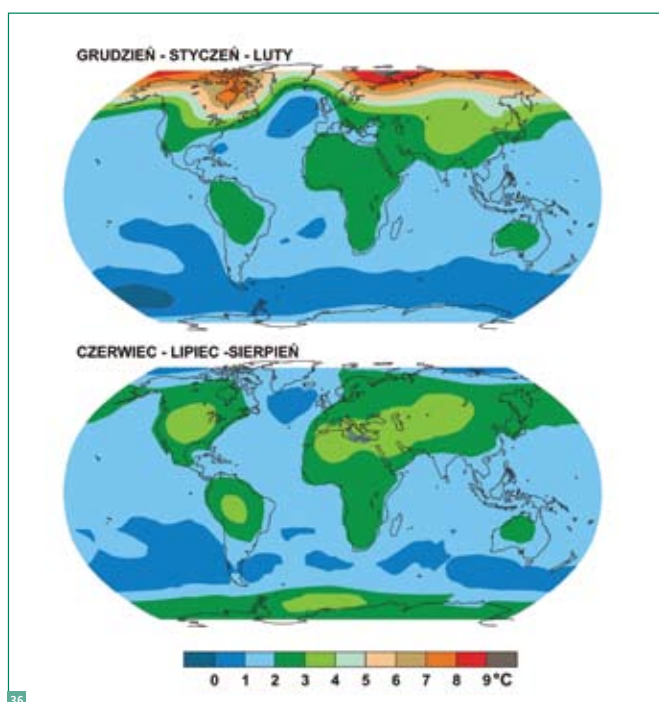 GRUDZIEŃ - STYCZEŃ - LUTY
CZERWIEC - LIPIEC -SIERPIEŃ
0 1 2 3 4 5 6 7 8 9°C
36